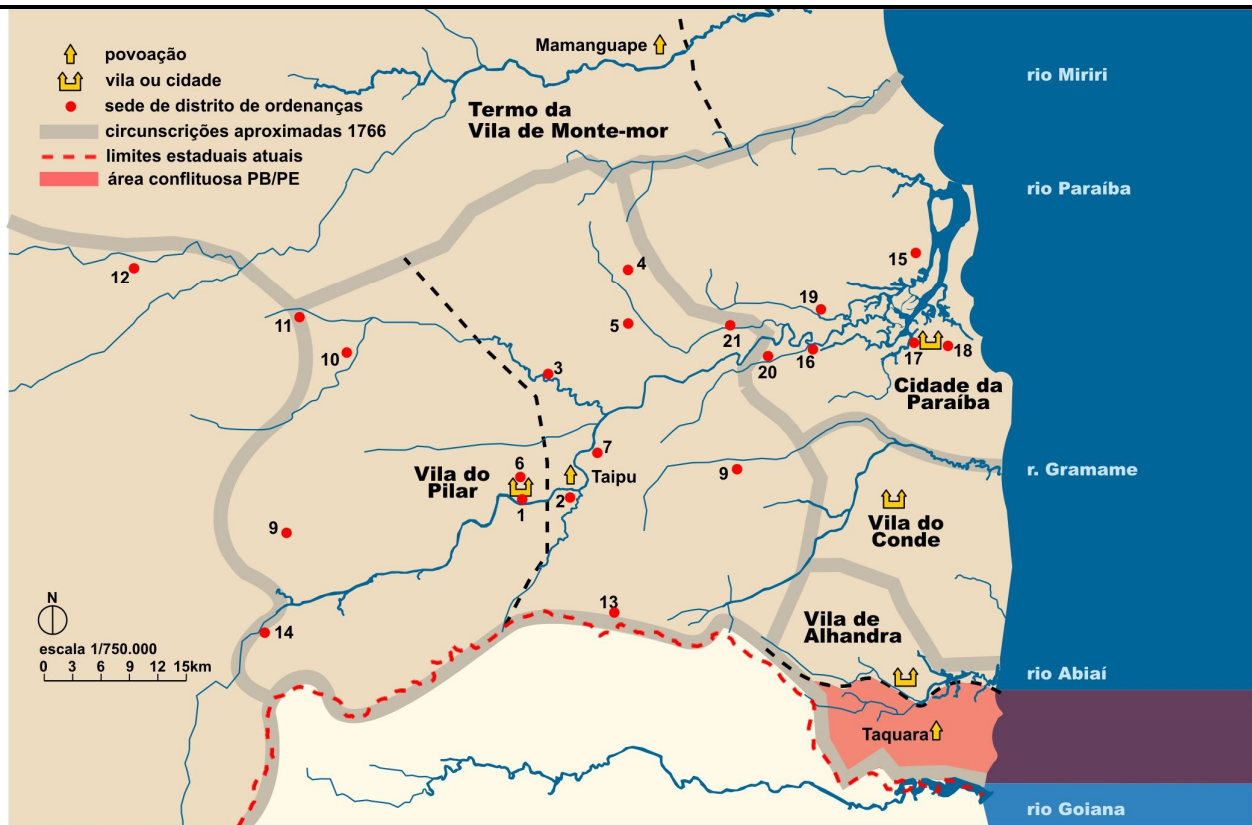 povoação
vila ou cidade
sede de distrito de ordenanças
circunscrições aproximadas 1766
limites estaduais atuais
área conflituosa PB/PE
Mamanguape
Termo da
Vila de Monte-mor
rio Miriri
rio Paraíba
12
11
10
4
5
3
15
19
21
20
16
17
18
Cidade da
Paraíba
7
6
Vila do
Pilar
Taipu
1
2
9
9
r. Gramame
Vila do
Conde
13
14
Vila de
Alhandra
N
escala 1/750.000
0 3 6 9 12 15km
rio Abiaí
Taquara
rio Goiana